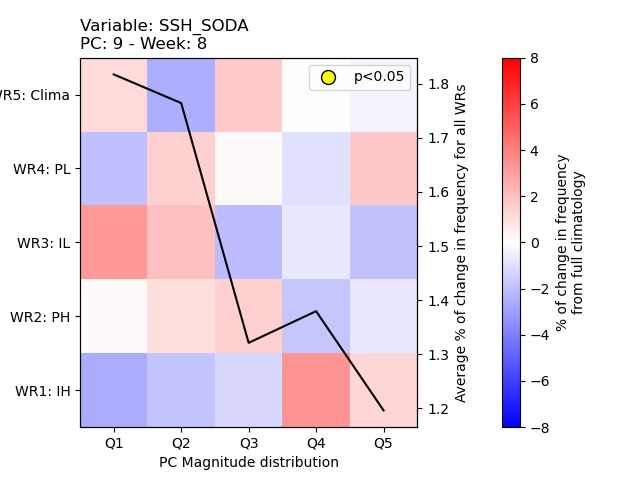 Variable: SSH_SODA
PC: 9 - Week: 8
p<0.05
WR5: Clima
WR4: PL
WR3: IL
WR2: PH
WR1: IH
Q1 Q2 Q3 Q4 Q5
PC Magnitude distribution
1.8
1.7
1.6
1.5
1.4
1.3
1.2
Average % of change in frequency for all WRs
8
6
4
2
0
−2
−4
−6
−8
% of change in frequency
from full climatology